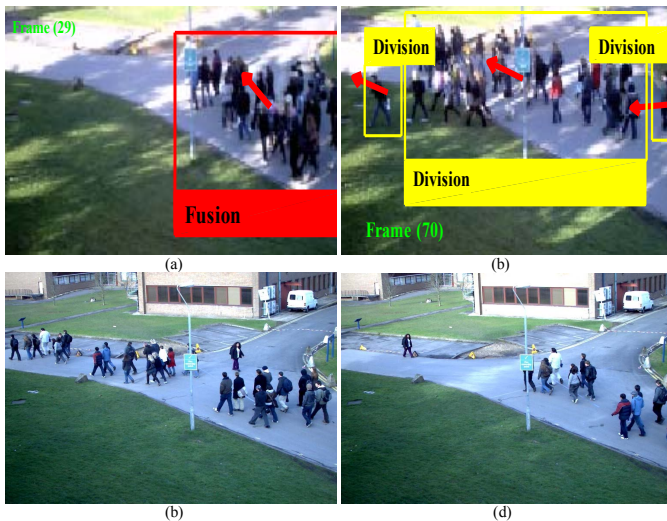 Frame (29)
Fusion
(a)
Division
Division
Division
Frame (70)
(b)
(b)
(d)